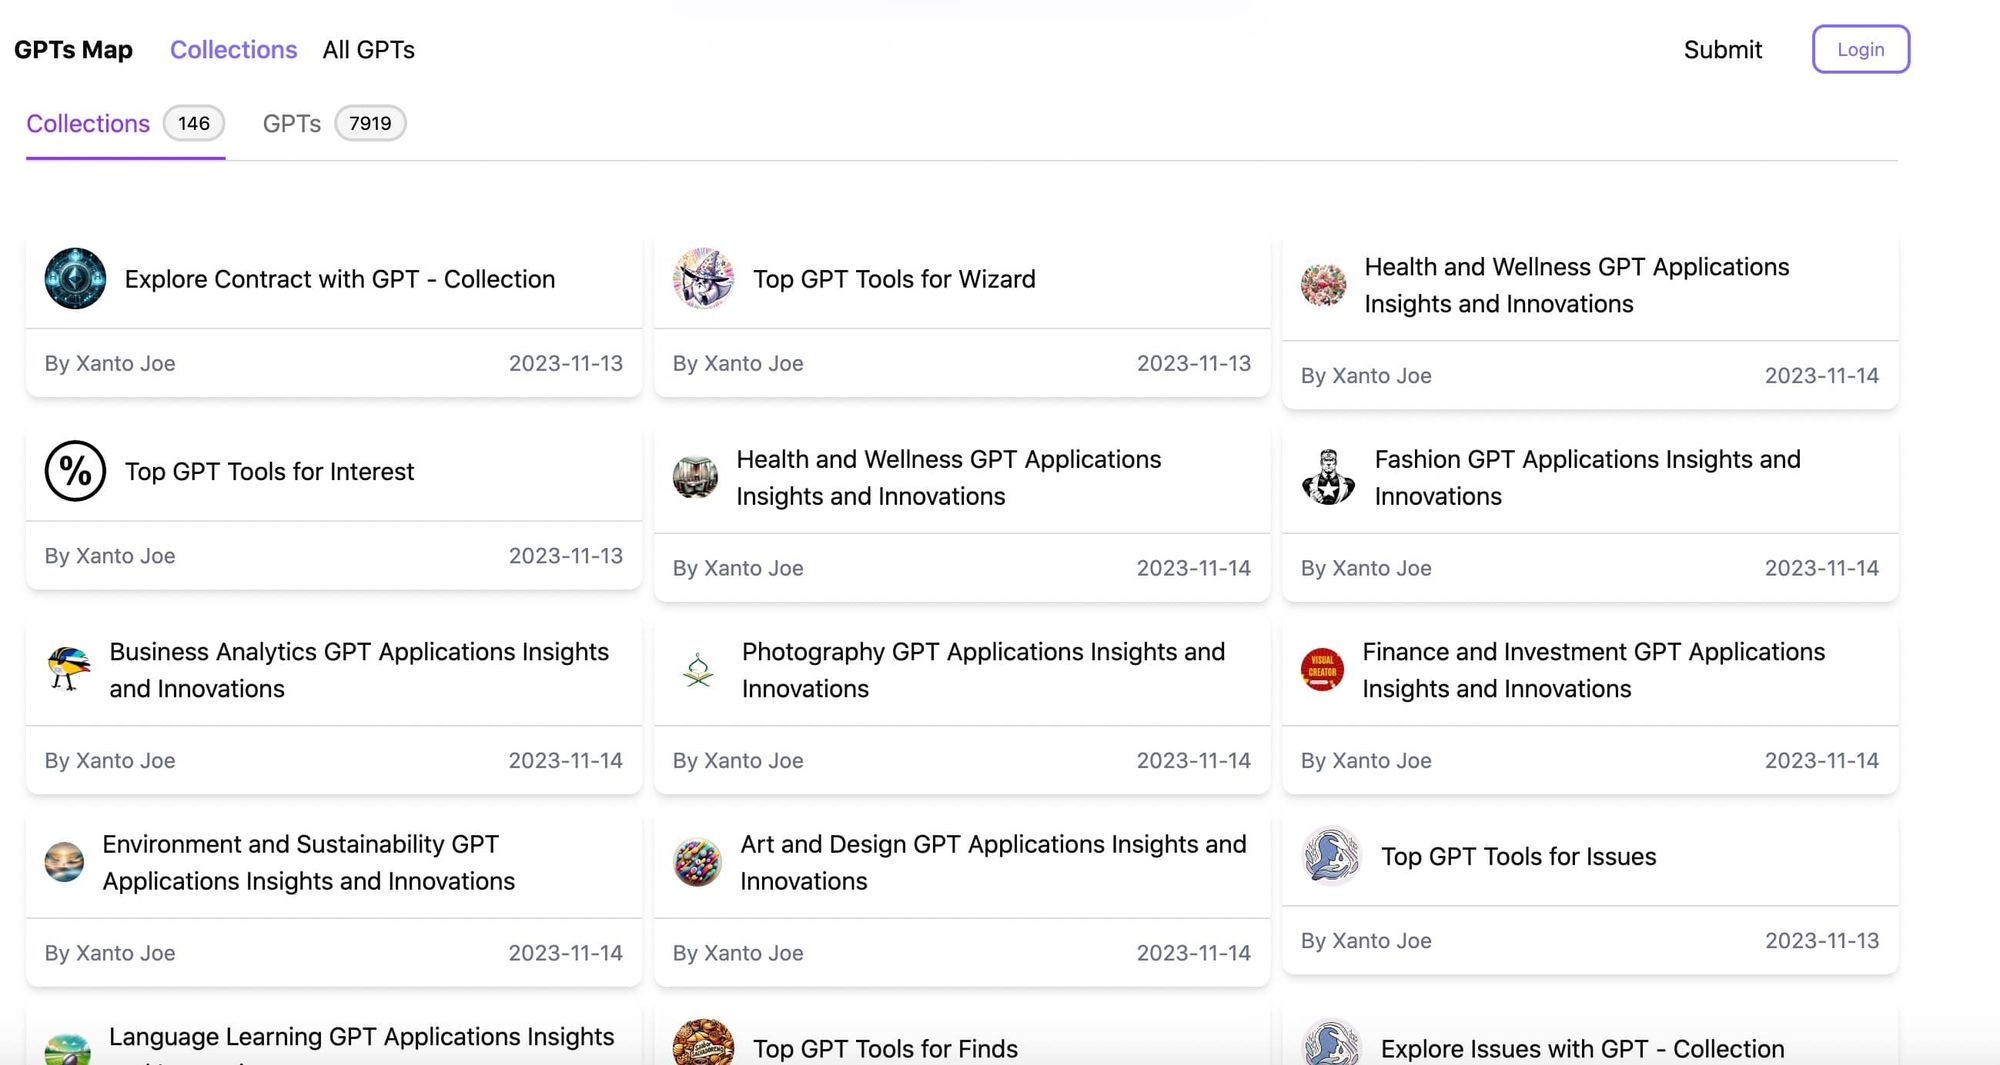 GPTs Map Collections All GPTs Submit Login
Collections 146 GPTs 7919
Explore Contract with GPT - Collection
By Xanto Joe 2023-11-13
Top GPT Tools for Wizard
By Xanto Joe 2023-11-13
Health and Wellness GPT Applications
Insights and Innovations
By Xanto Joe 2023-11-14
%
Top GPT Tools for Interest
By Xanto Joe 2023-11-13
Health and Wellness GPT Applications
Insights and Innovations
By Xanto Joe 2023-11-14
Fashion GPT Applications Insights and
Innovations
By Xanto Joe 2023-11-14
Business Analytics GPT Applications Insights
and Innovations
By Xanto Joe 2023-11-14
Photography GPT Applications Insights and
Innovations
By Xanto Joe 2023-11-14
VISUAL
CREATOR
Finance and Investment GPT Applications
Insights and Innovations
By Xanto Joe 2023-11-14
Environment and Sustainability GPT
Applications Insights and Innovations
By Xanto Joe 2023-11-14
Art and Design GPT Applications Insights and
Innovations
By Xanto Joe 2023-11-14
Top GPT Tools for Issues
By Xanto Joe 2023-11-13
Language Learning GPT Applications Insights
Top GPT Tools for Finds
Explore Issues with GPT - Collection